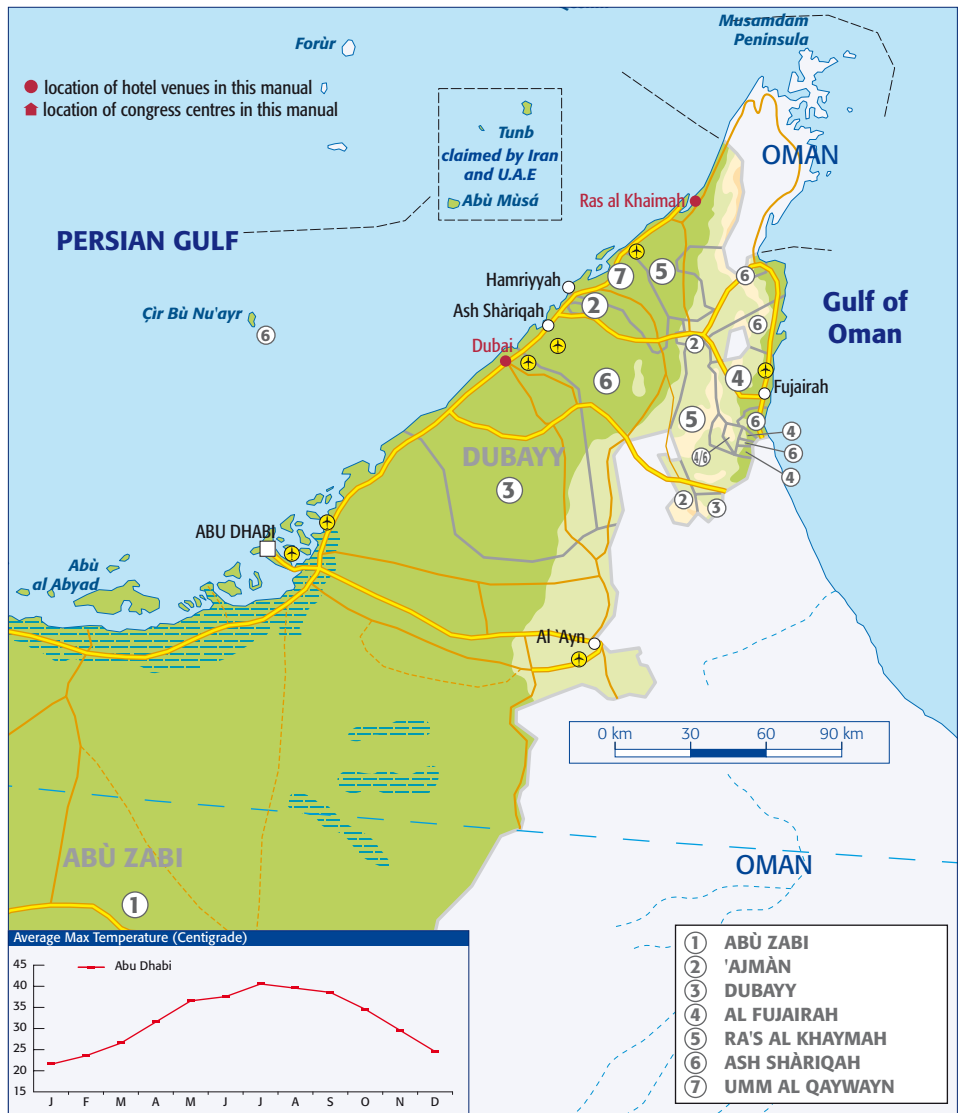 Musamdam
Peninsula
Forùr
location of hotel venues in this manual
location of congress centres in this manual
Tunb
claimed by Iran
and U.A.E
Abù Mùsá
OMAN
Ras al Khaimah
PERSIAN GULF
Hamriyyah
7
5
6
2
Ash Shàriqah
Gulf of
Oman
Çìr Bù Nu'ayr
6
Dubai
6
2
6
4
Fujairah
5
6
4
4/6
6
4
DUBAYY
3
2
3
ABU DHABI
Abù
al Abyad
Al 'Ayn
0 km 30 60 90 km
ABÙ ZABI
1
OMAN
Average Max Temperature (Centigrade)
45
40
35
30
25
20
15
Abu Dhabi
J F M A M J J A S O N D
1 ABÙ ZABI
2 'AJMÀN
3 DUBAYY
4 AL FUJAIRAH
5 RA'S AL KHAYMAH
6 ASH SHÀRIQAH
7 UMM AL QAYWAYN